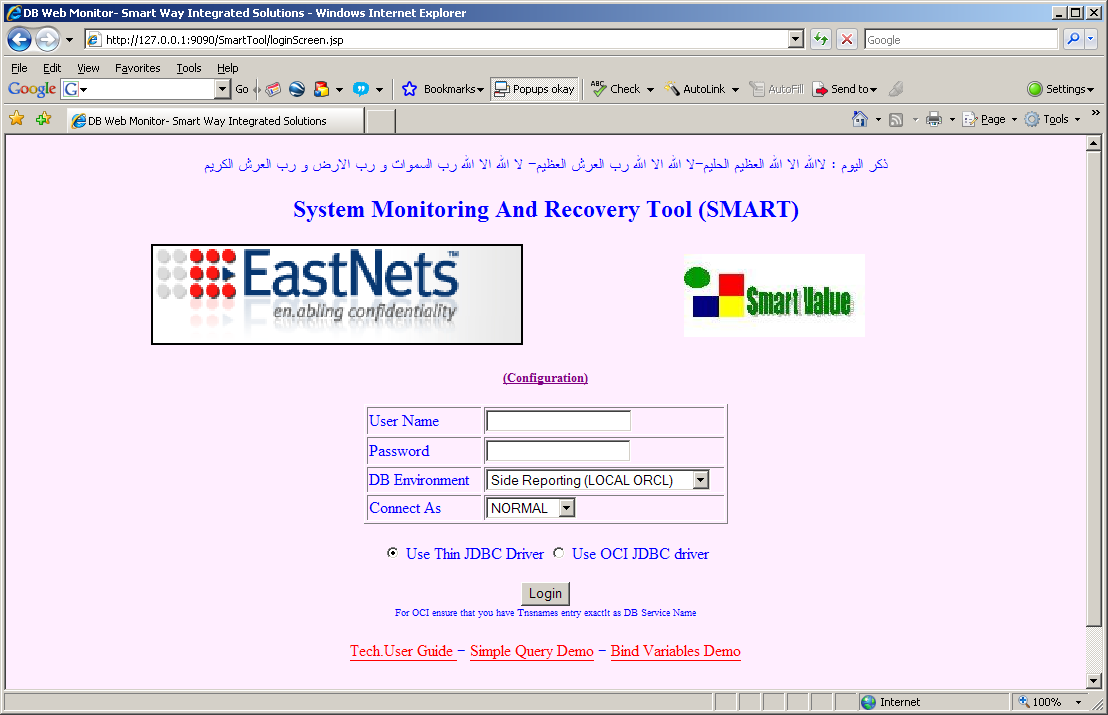 DB Web Monitor- Smart Way Integrated Solutions - Windows Internet Explorer
http://127.0.0.1:9090/SmartTool/loginScreen.jsp
Google
File Edit View Favorites Tools Help
Google G Go Bookmarks Popups okay ABC Check AutoLink AutoFill Send to Settings
DB Web Monitor- Smart Way Integrated Solutions Page Tools
ذكر اليوم : لاالله الا الله العظيم الحليم-لا الله الا الله رب العرش العظيم- لا الله الا الله رب السموات و رب الارض و رب العرش الكريم
System Monitoring And Recovery Tool (SMART)
EastNets™
en.abling confidentiality
Smart Value
(Configuration)
User Name
Password
DB Environment Side Reporting (LOCAL ORCL)
Connect As NORMAL
Use Thin JDBC Driver Use OCI JDBC driver
Login
For OCI ensure that you have Tnsnames entry exactlt as DB Service Name
Tech.User Guide - Simple Query Demo - Bind Variables Demo
Internet 100%